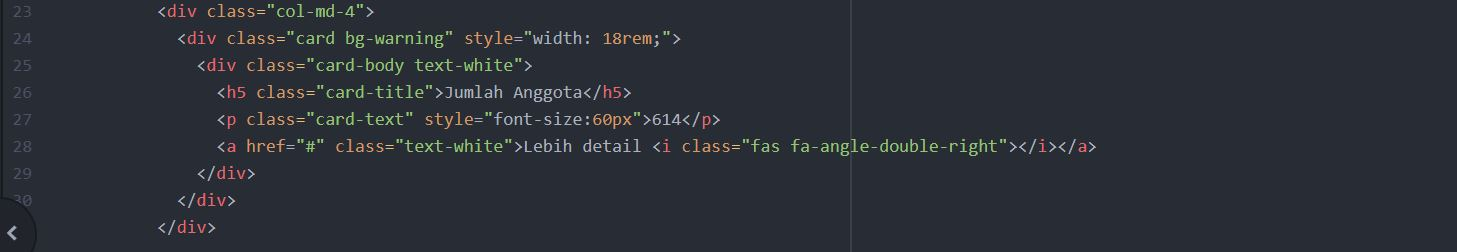 23 <div class="col-md-4">
24 <div class="card bg-warning" style="width: 18rem;">
25 <div class="card-body text-white">
26 <h5 class="card-title">Jumlah Anggota</h5>
27 <p class="card-text" style="font-size:60px">614</p>
28 <a href="#" class="text-white">Lebih detail <i class="fas fa-angle-double-right"></i></a>
29 </div>
30 </div>
</div>